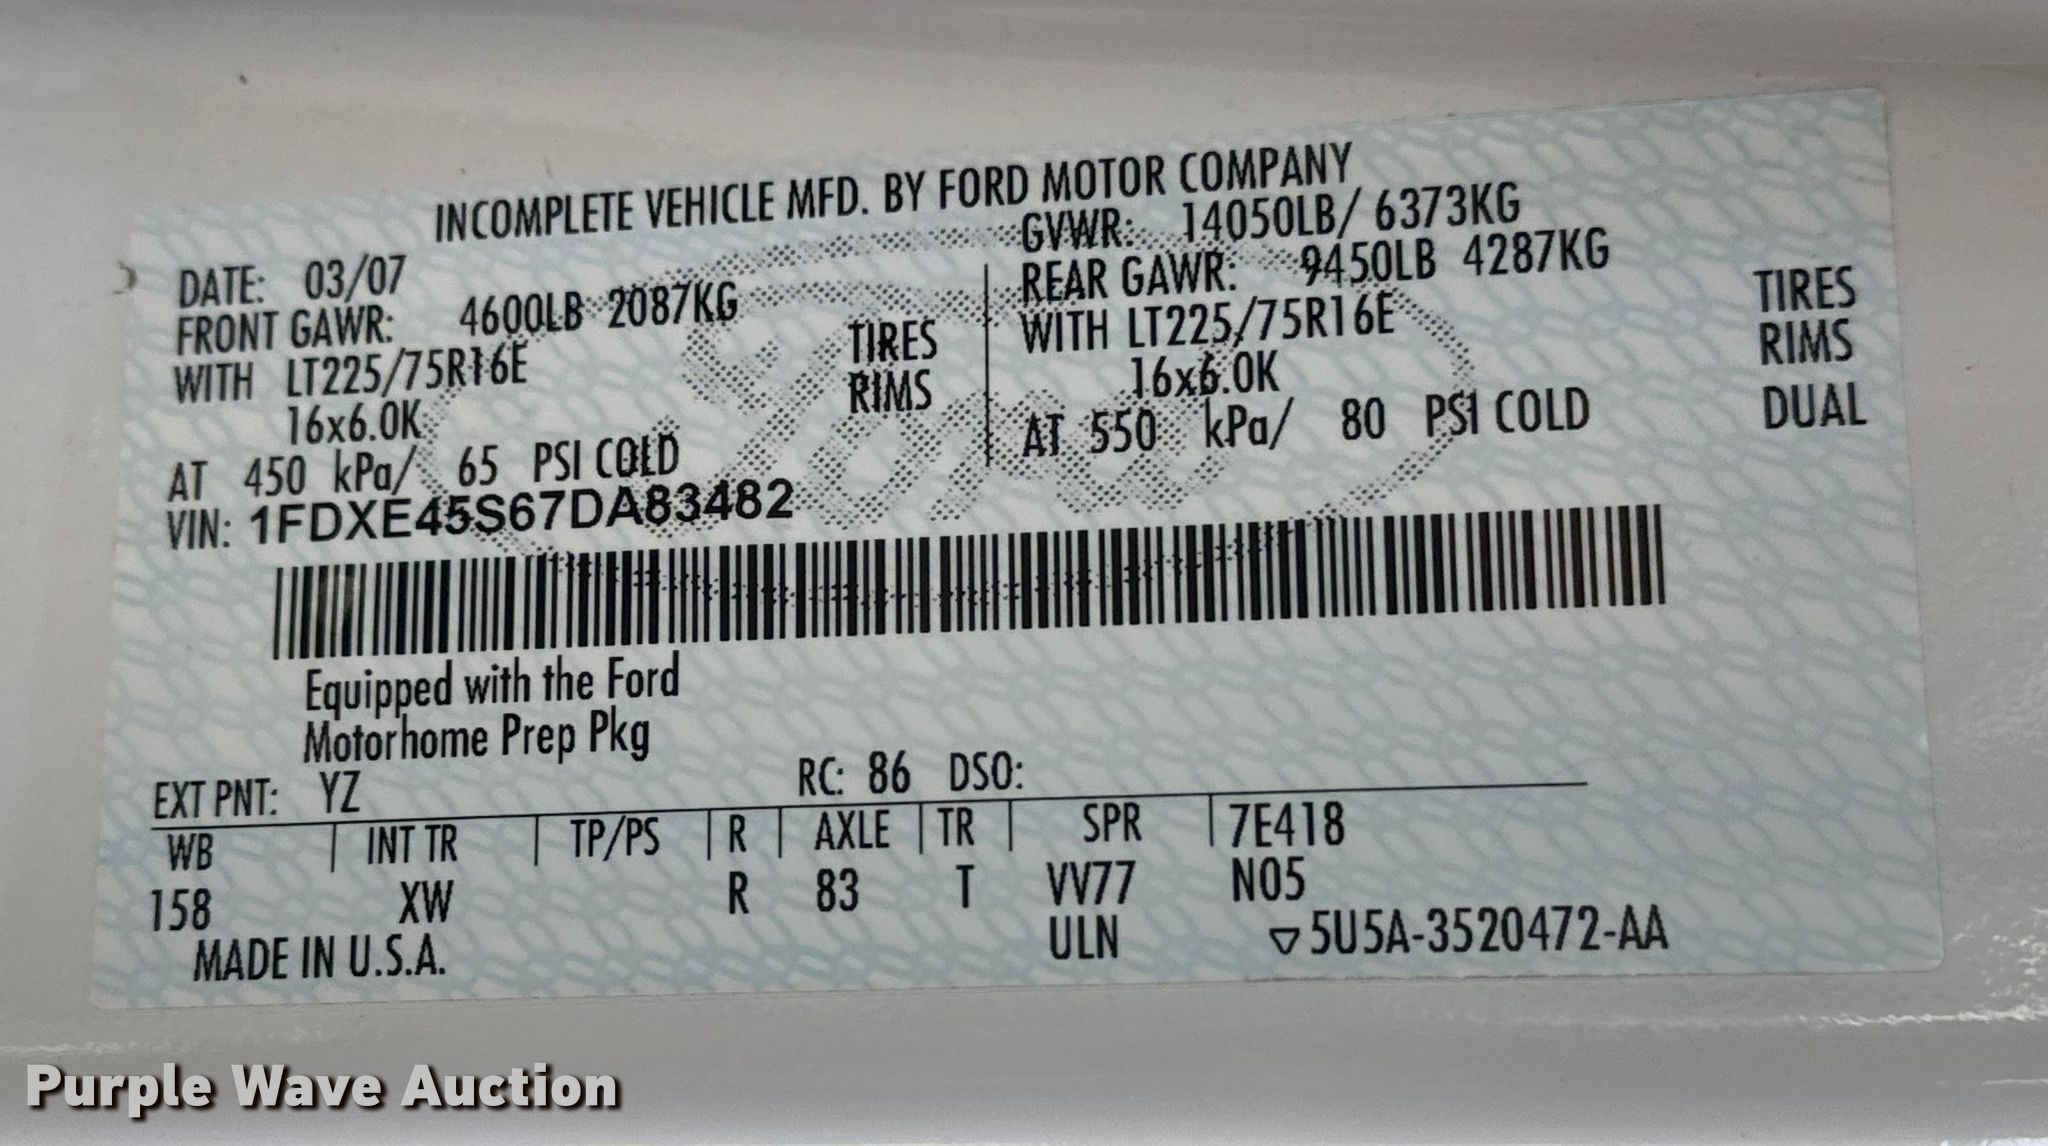 INCOMPLETE VEHICLE MFD. BY FORD MOTOR COMPANY
DATE: 03/07
GVWR: 14050LB/ 6373KG
FRONT GAWR: 4600LB 2087KG
REAR GAWR: 9450LB 4287KG
WITH LT225/75R16E TIRES
WITH LT225/75R16E TIRES
16x6.0K RIMS
16x6.0K RIMS
AT 450 kPa/ 65 PSI COLD
AT 550 kPa/ 80 PSI COLD DUAL
VIN: 1FDXE45S67DA83482
Equipped with the Ford
Motorhome Prep Pkg
EXT PNT: YZ RC: 86 DSO:
WB INT TR TP/PS R AXLE TR SPR 7E418
158 XW R 83 T VV77 N05
MADE IN U.S.A. ULN ▽5U5A-3520472-AA
Ford
Purple Wave Auction